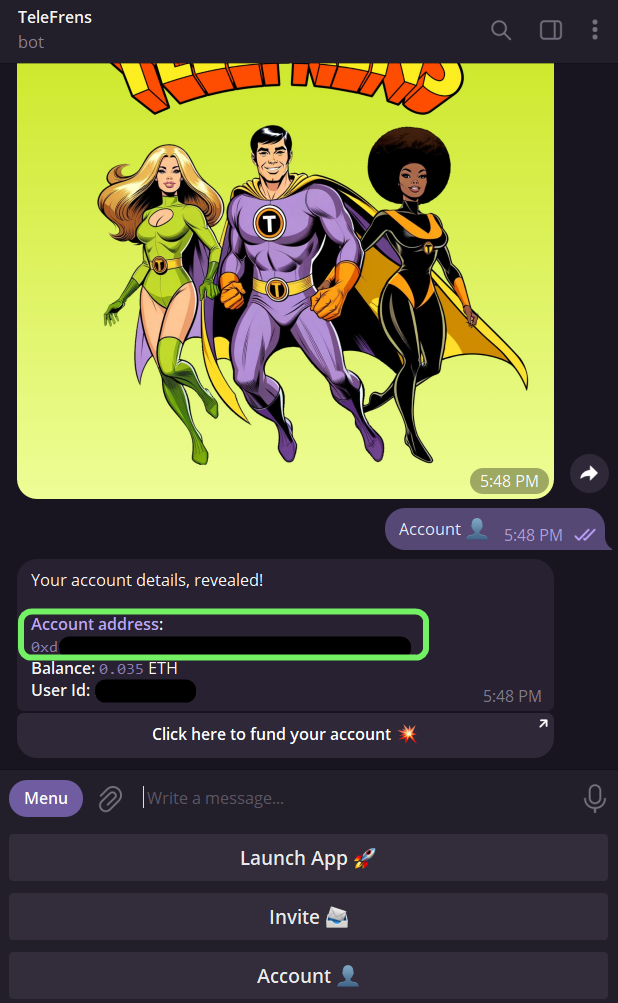 TeleFrens
bot
T
5:48 PM
Account 👤 5:48 PM
Your account details, revealed!
Account address:
0xd
Balance: 0.035 ETH
User Id:
5:48 PM
Click here to fund your account 💥
Menu
Write a message...
Launch App 🚀
Invite 📨
Account 👤